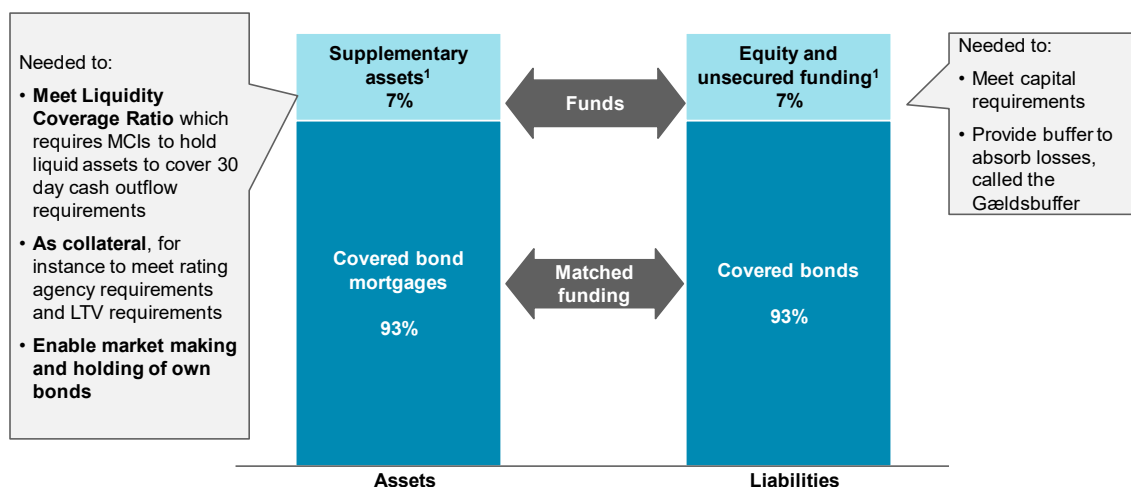 Needed to:
• Meet Liquidity
Coverage Ratio which
requires MCIs to hold
liquid assets to cover 30
day cash outflow
requirements
• As collateral, for
instance to meet rating
agency requirements
and LTV requirements
• Enable market making
and holding of own
bonds
Supplementary
assets¹
7%
Covered bond
mortgages
93%
Assets
Funds
Matched
funding
Equity and
unsecured funding¹
7%
Covered bonds
93%
Liabilities
Needed to:
• Meet capital
requirements
• Provide buffer to
absorb losses,
called the
Gældsbuffer